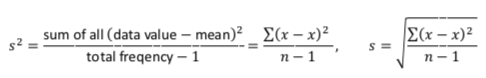 s² = sum of all (data value − mean)² / total freqency − 1 = Σ(x − x)² / n − 1 , s = √(Σ(x − x)² / n − 1)